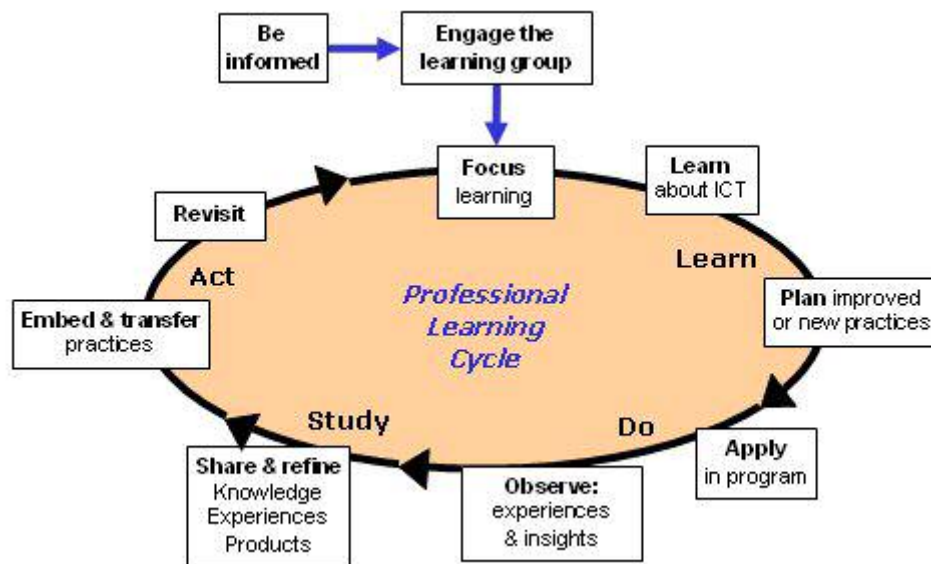 Be
informed
Engage the
learning group
Focus
learning
Learn
about ICT
Learn
Plan improved
or new practices
Apply
in program
Do
Observe:
experiences
& insights
Study
Share & refine
Knowledge
Experiences
Products
Embed & transfer
practices
Act
Revisit
Professional
Learning
Cycle